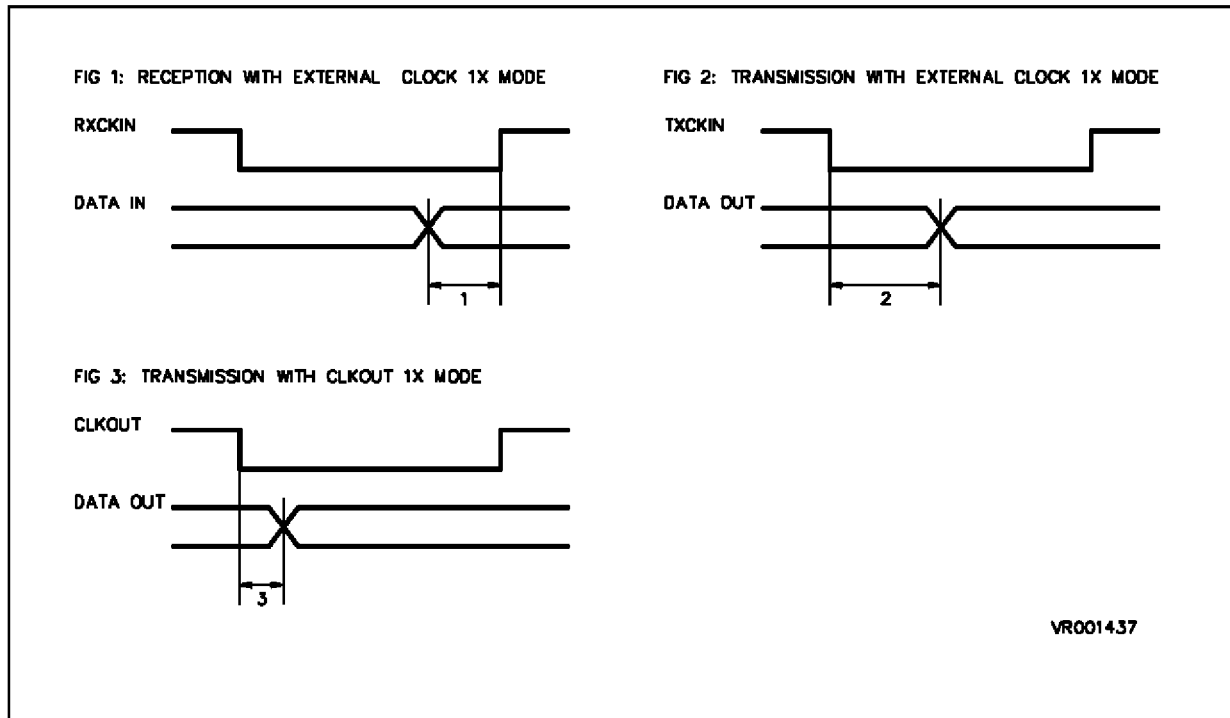 FIG 1: RECEPTION WITH EXTERNAL CLOCK 1X MODE
RXCKIN
DATA IN
1
FIG 2: TRANSMISSION WITH EXTERNAL CLOCK 1X MODE
TXCKIN
DATA OUT
2
FIG 3: TRANSMISSION WITH CLKOUT 1X MODE
CLKOUT
DATA OUT
3
VR001437